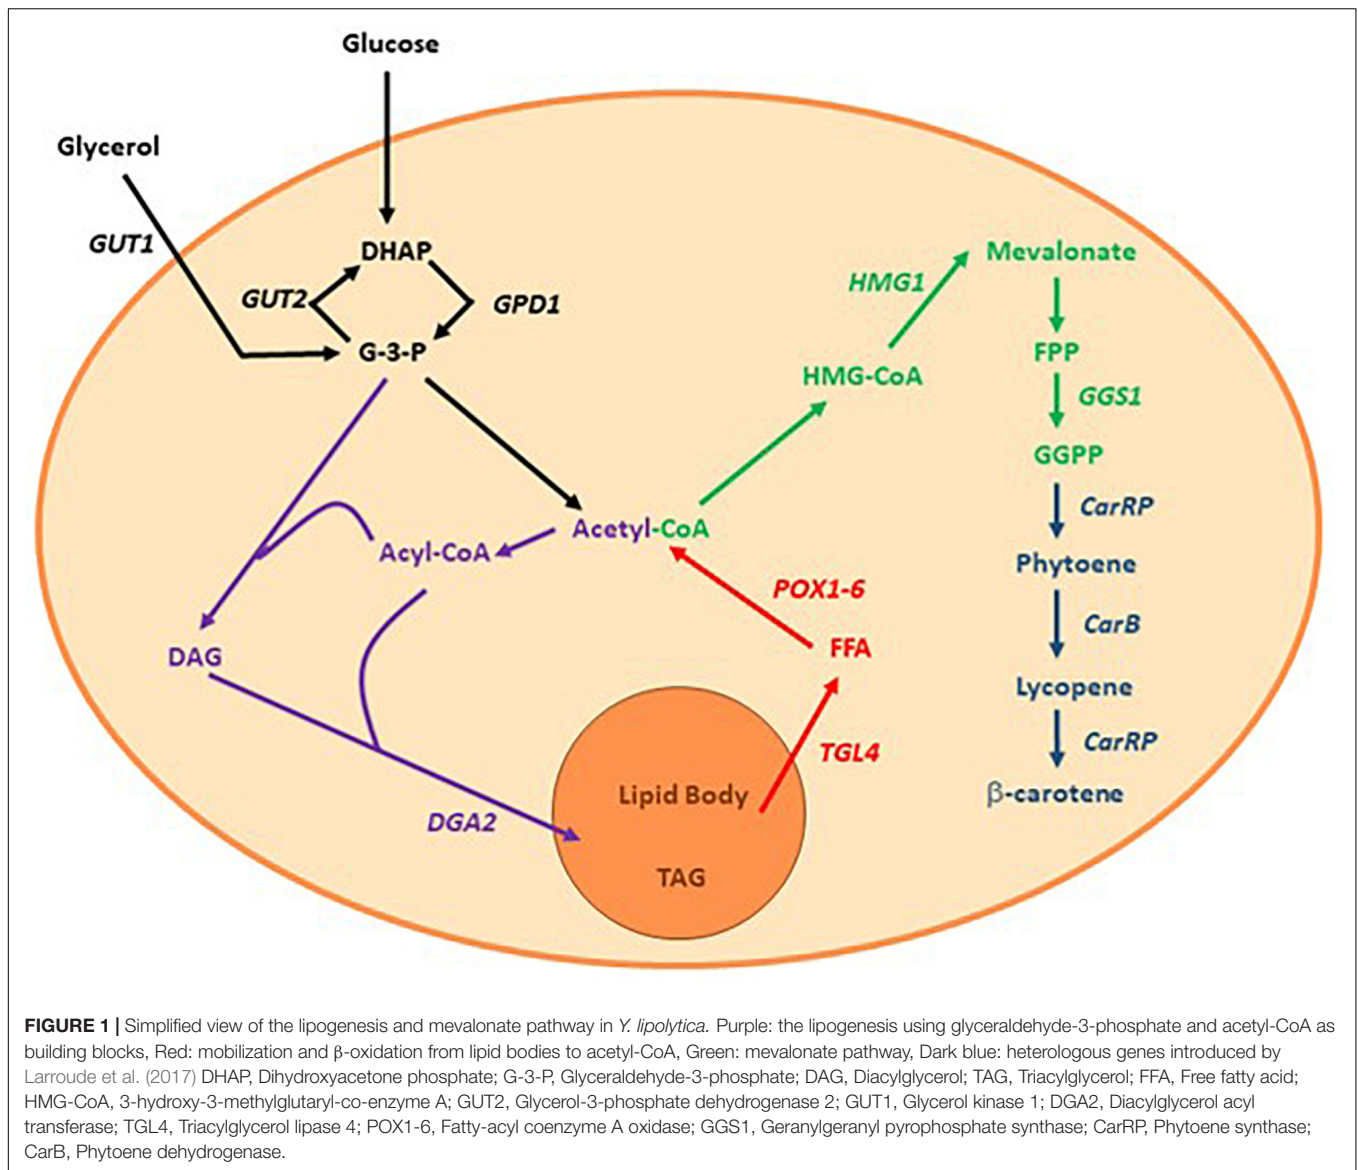 Glucose
Glycerol
GUT1
DHAP
GUT2
GPD1
G-3-P
Mevalonate
HMG1
FPP
HMG-CoA
GGS1
GGPP
CarRP
Acetyl-CoA
Acyl-CoA
Phytoene
POX1-6
CarB
FFA
DAG
Lycopene
TGL4
CarRP
Lipid Body
β-carotene
DGA2
TAG
FIGURE 1 | Simplified view of the lipogenesis and mevalonate pathway in Y. lipolytica. Purple: the lipogenesis using glyceraldehyde-3-phosphate and acetyl-CoA as
building blocks, Red: mobilization and β-oxidation from lipid bodies to acetyl-CoA, Green: mevalonate pathway, Dark blue: heterologous genes introduced by
Larroude et al. (2017) DHAP, Dihydroxyacetone phosphate; G-3-P, Glyceraldehyde-3-phosphate; DAG, Diacylglycerol; TAG, Triacylglycerol; FFA, Free fatty acid;
HMG-CoA, 3-hydroxy-3-methylglutaryl-co-enzyme A; GUT2, Glycerol-3-phosphate dehydrogenase 2; GUT1, Glycerol kinase 1; DGA2, Diacylglycerol acyl
transferase; TGL4, Triacylglycerol lipase 4; POX1-6, Fatty-acyl coenzyme A oxidase; GGS1, Geranylgeranyl pyrophosphate synthase; CarRP, Phytoene synthase;
CarB, Phytoene dehydrogenase.